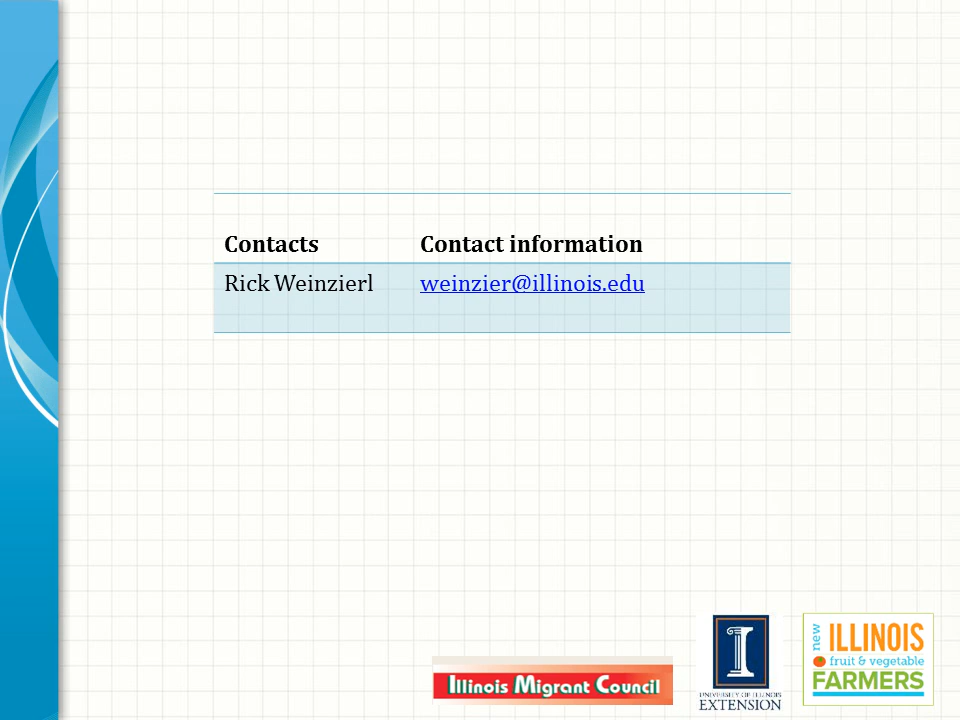 Contacts Contact information
Rick Weinzierl weinzier@illinois.edu
Illinois Migrant Council
I
UNIVERSITY OF ILLINOIS
EXTENSION
new
ILLINOIS
fruit & vegetable
FARMERS